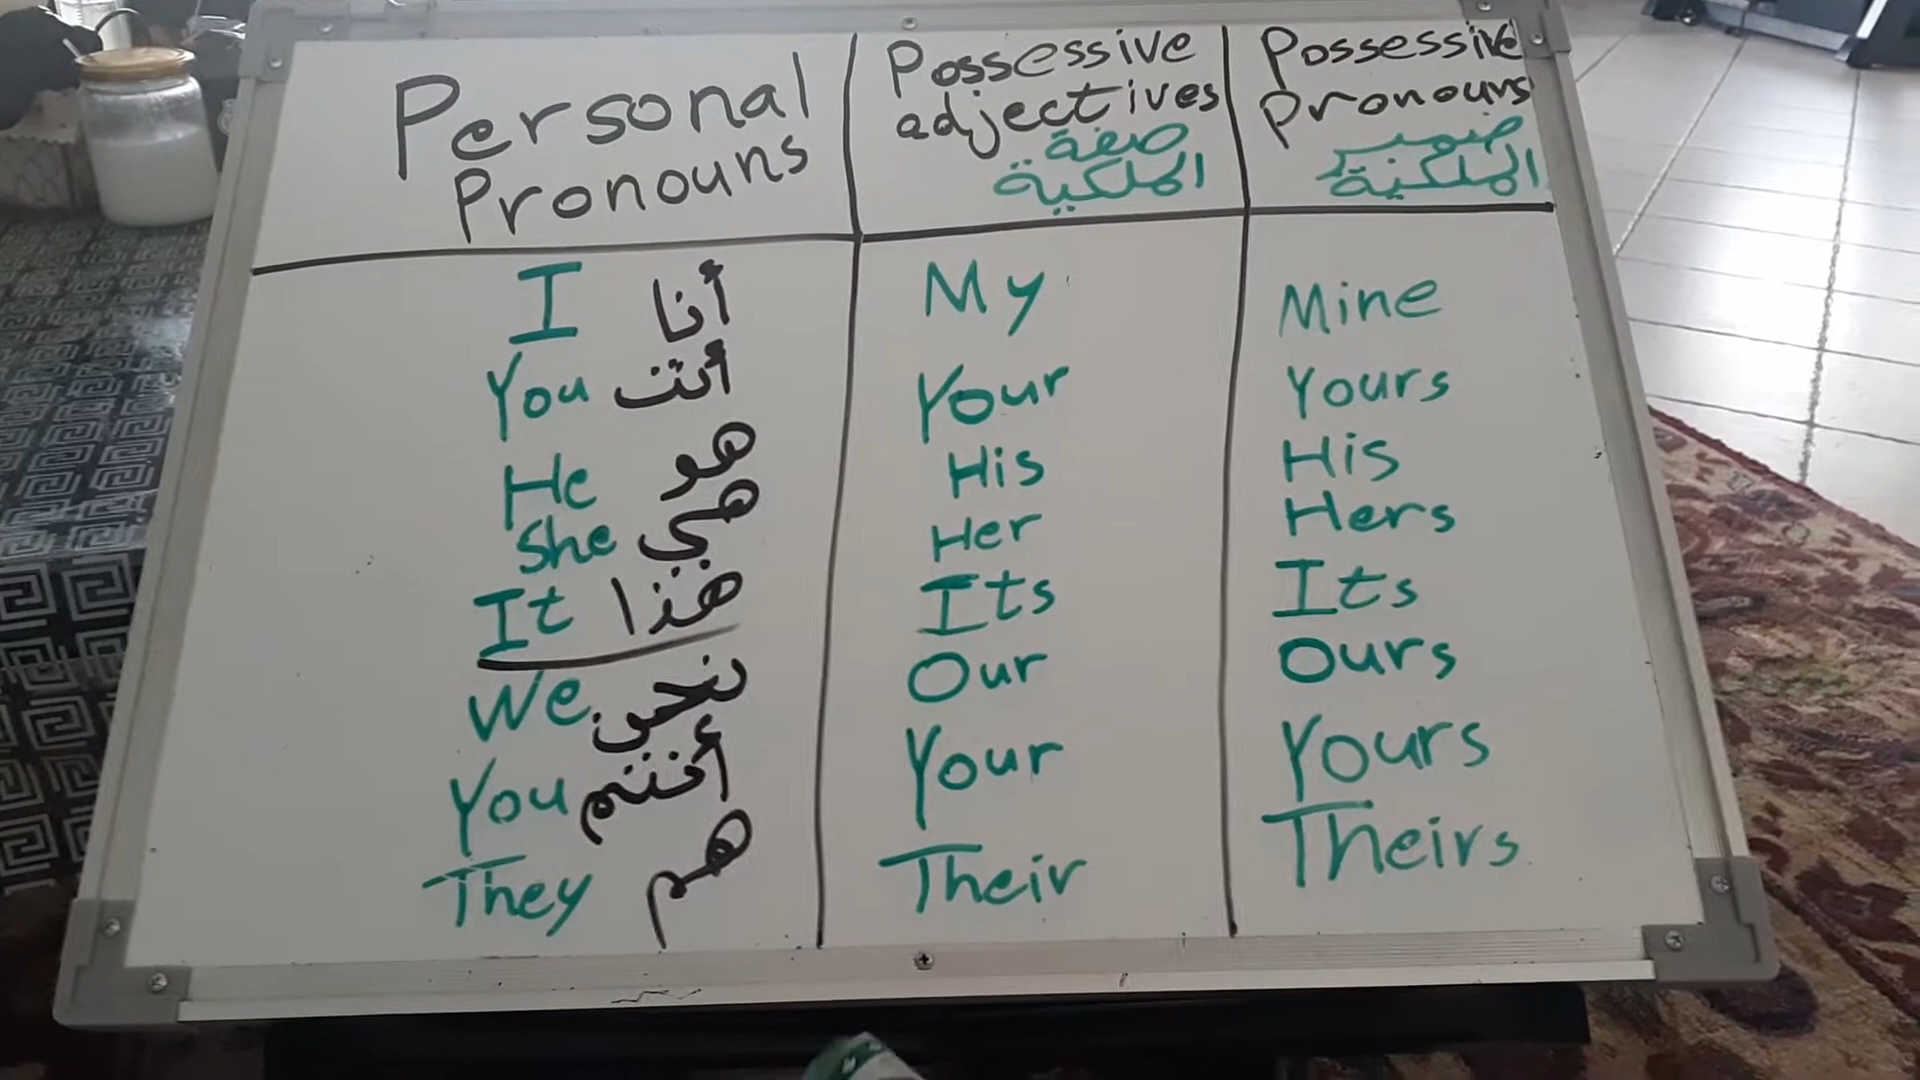 Personal
Pronouns
Possessive
adjectives
صفة
الملكية
Possessive
Pronouns
ضمير
الملكية
I أنا My Mine
You أنت Your Yours
He هو His His
She هي Her Hers
It هذا Its Its
We نحن Our Ours
You أنتم Your Yours
They هم Their Theirs